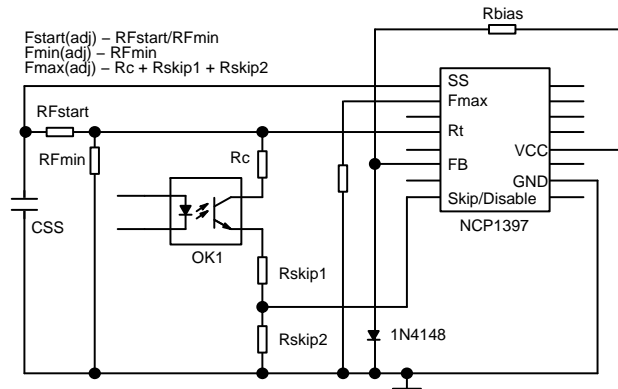 Rbias
Fstart(adj) – RFstart/RFmin
Fmin(adj) – RFmin
Fmax(adj) – Rc + Rskip1 + Rskip2
SS
Fmax
RFstart
Rt
RFmin
Rc
VCC
FB
GND
Skip/Disable
CSS
OK1
NCP1397
Rskip1
Rskip2
1N4148